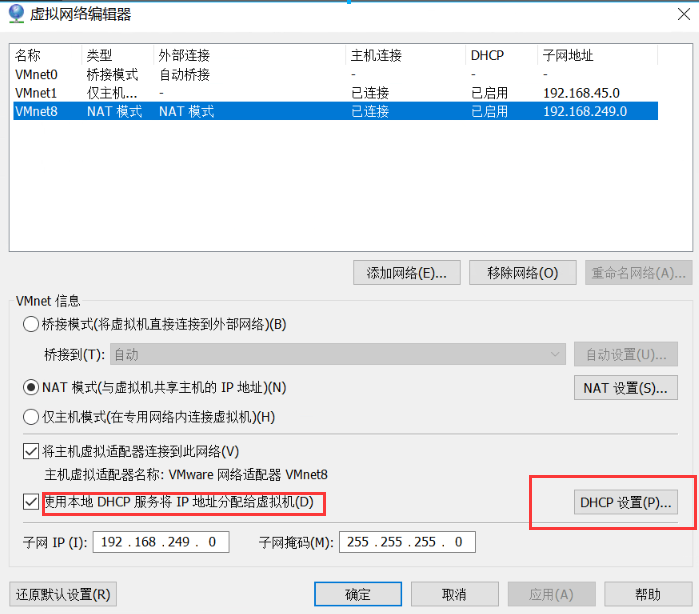 虚拟网络编辑器
名称 类型 外部连接 主机连接 DHCP 子网地址
VMnet0 桥接模式 自动桥接 - - -
VMnet1 仅主机... - 已连接 已启用 192.168.45.0
VMnet8 NAT 模式 NAT 模式 已连接 已启用 192.168.249.0
添加网络(E)... 移除网络(O) 重命名网络(A)...
VMnet 信息
桥接模式(将虚拟机直接连接到外部网络)(B)
桥接到(T): 自动 自动设置(U)...
NAT 模式(与虚拟机共享主机的 IP 地址)(N) NAT 设置(S)...
仅主机模式(在专用网络内连接虚拟机)(H)
将主机虚拟适配器连接到此网络(V)
主机虚拟适配器名称: VMware 网络适配器 VMnet8
使用本地 DHCP 服务将 IP 地址分配给虚拟机(D) DHCP 设置(P)...
子网 IP (I): 192 . 168 . 249 . 0 子网掩码(M): 255 . 255 . 255 . 0
还原默认设置(R) 确定 取消 应用(A) 帮助